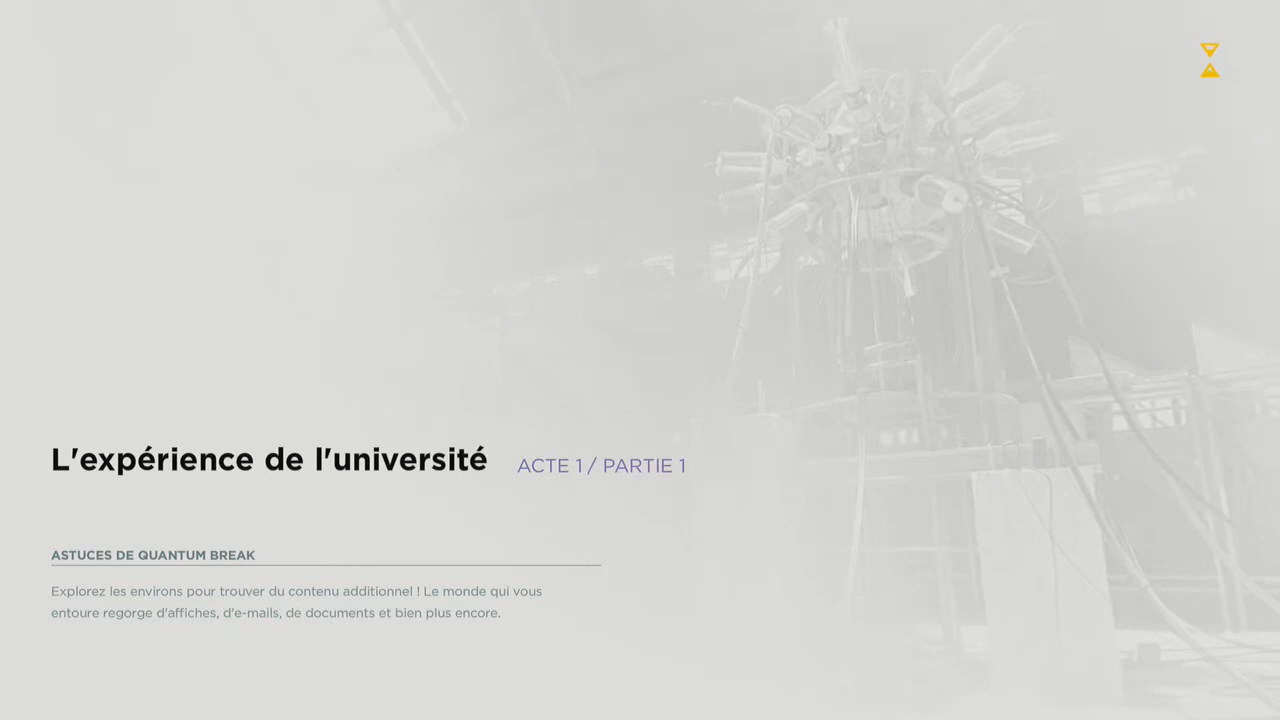 L'expérience de l'université ACTE 1 / PARTIE 1
ASTUCES DE QUANTUM BREAK
Explorez les environs pour trouver du contenu additionnel ! Le monde qui vous
entoure regorge d'affiches, d'e-mails, de documents et bien plus encore.